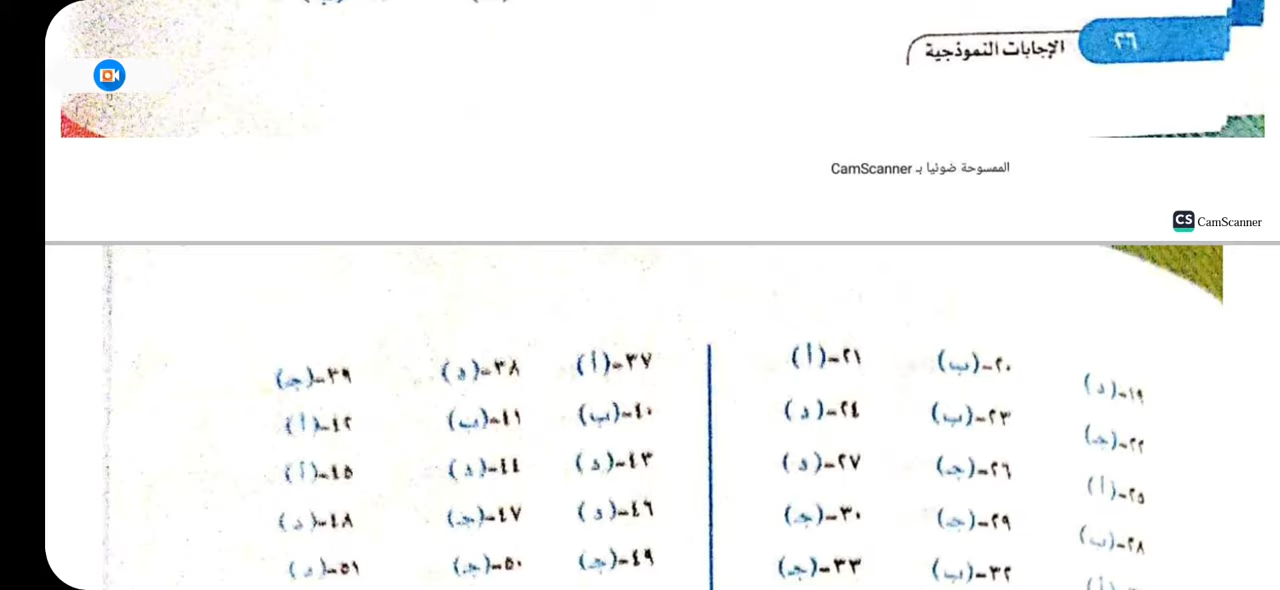 ٢٦
الإجابات النموذجية
الممسوحة ضوئيا بـ CamScanner
CS CamScanner
١٩-(د) ٢٠-(ب) ٢١-(أ)
٢٢-(جـ) ٢٣-(ب) ٢٤-(د)
٢٥-(أ) ٢٦-(جـ) ٢٧-(د)
٢٨-(ب) ٢٩-(جـ) ٣٠-(جـ)
(أ) ٣٢-(ب) ٣٣-(جـ)
٣٧-(أ) ٣٨-(د) ٣٩-(جـ)
٤٠-(ب) ٤١-(ب) ٤٢-(أ)
٤٣-(د) ٤٤-(د) ٤٥-(أ)
٤٦-(د) ٤٧-(جـ) ٤٨-(د)
٤٩-(جـ) ٥٠-(جـ) ٥١-(د)